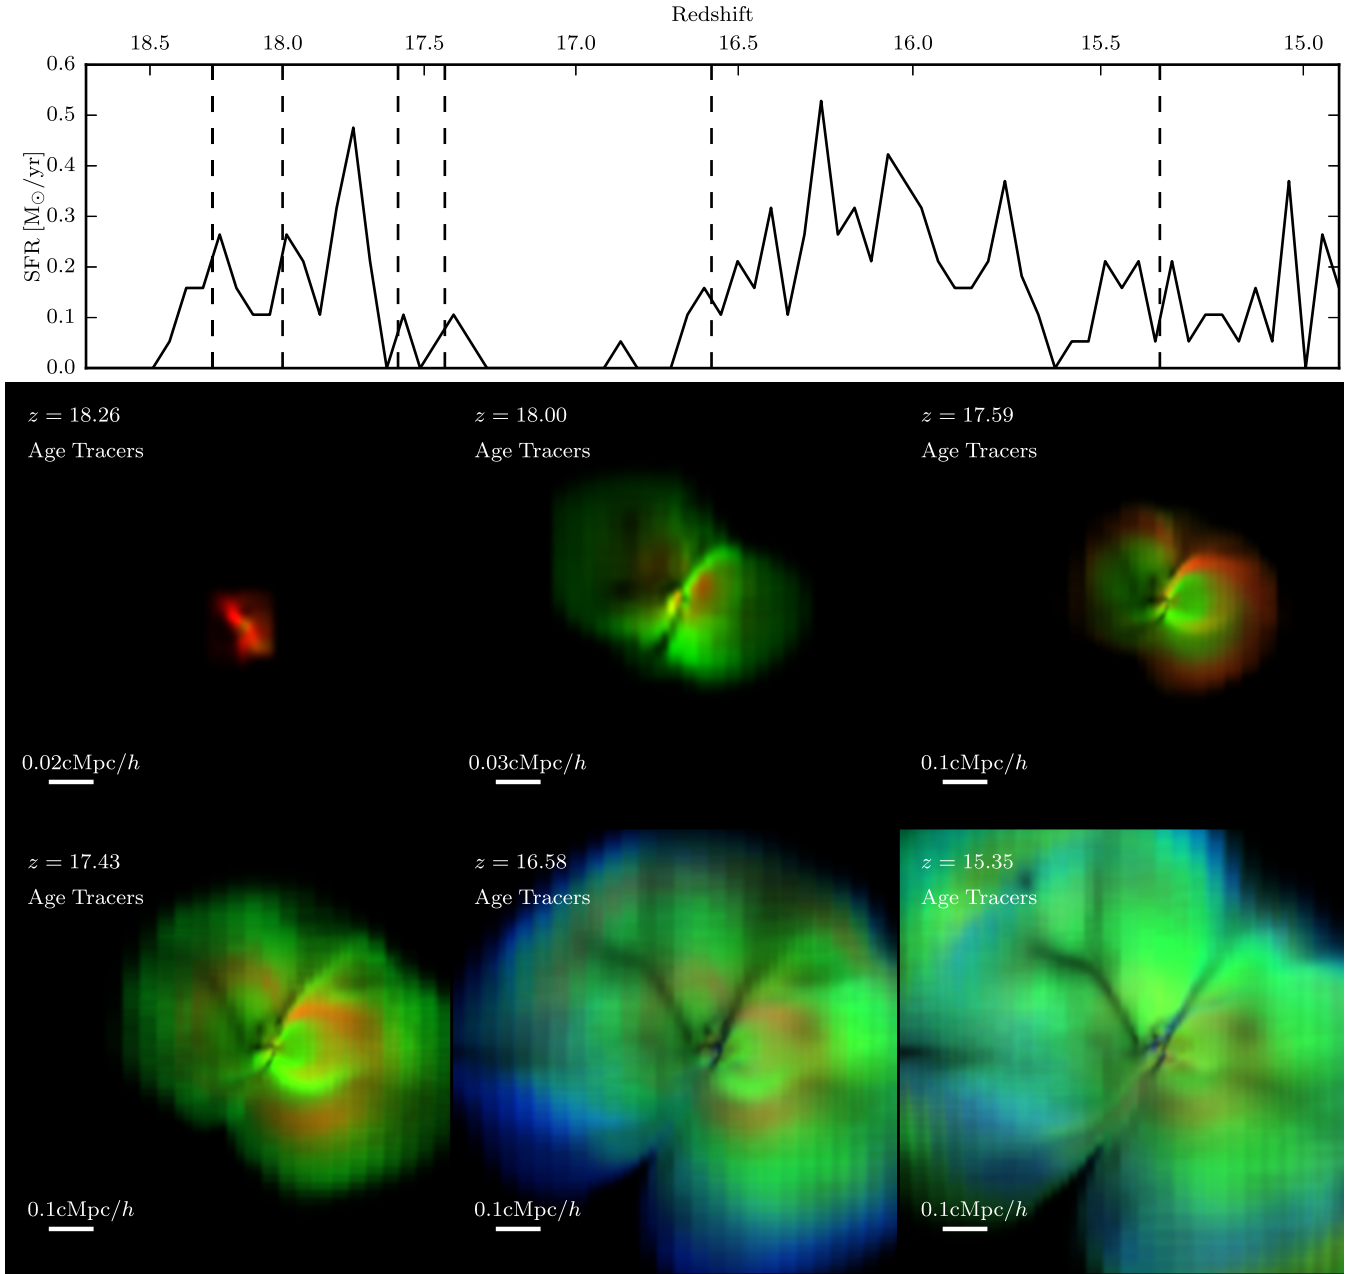 Redshift
18.5 18.0 17.5 17.0 16.5 16.0 15.5 15.0
SFR [M⊙/yr]
0.6
0.5
0.4
0.3
0.2
0.1
0.0
z = 18.26 z = 18.00 z = 17.59
Age Tracers Age Tracers Age Tracers
0.02cMpc/h 0.03cMpc/h 0.1cMpc/h
z = 17.43 z = 16.58 z = 15.35
Age Tracers Age Tracers Age Tracers
0.1cMpc/h 0.1cMpc/h 0.1cMpc/h